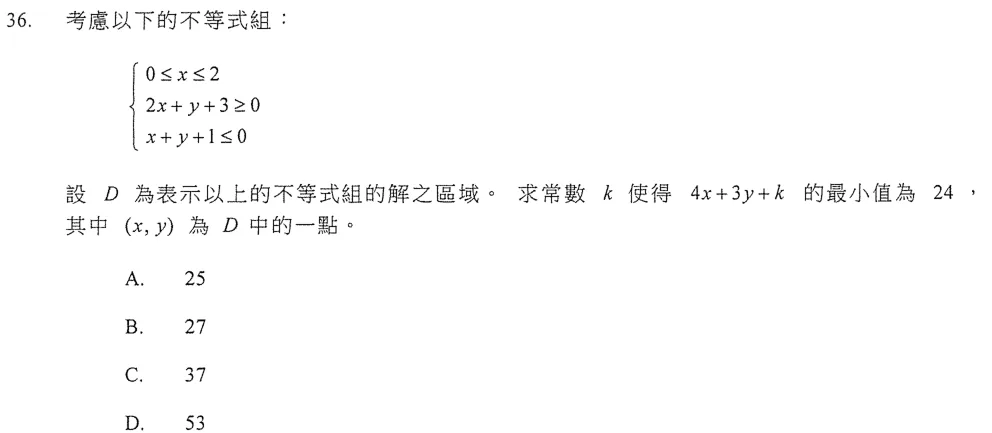 36. 考慮以下的不等式組：
0 ≤ x ≤ 2
2x + y + 3 ≥ 0
x + y + 1 ≤ 0
設 D 為表示以上的不等式組的解之區域。 求常數 k 使得 4x+3y+k 的最小值為 24 ，
其中 (x, y) 為 D 中的一點。
A. 25
B. 27
C. 37
D. 53